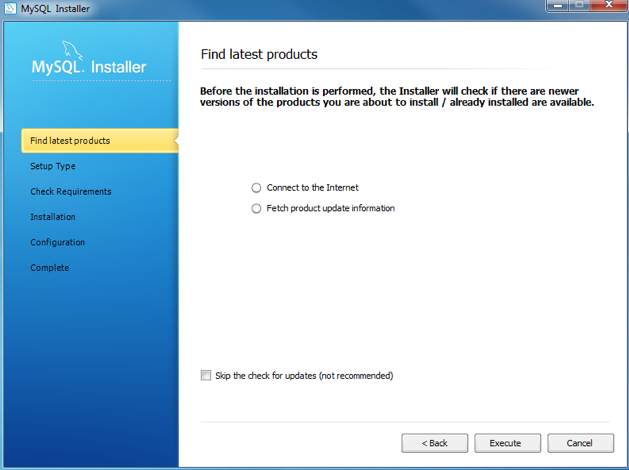 MySQL Installer
MySQL. Installer
Find latest products
Setup Type
Check Requirements
Installation
Configuration
Complete
Find latest products
Before the installation is performed, the Installer will check if there are newer
versions of the products you are about to install / already installed are available.
Connect to the Internet
Fetch product update information
Skip the check for updates (not recommended)
< Back
Execute
Cancel